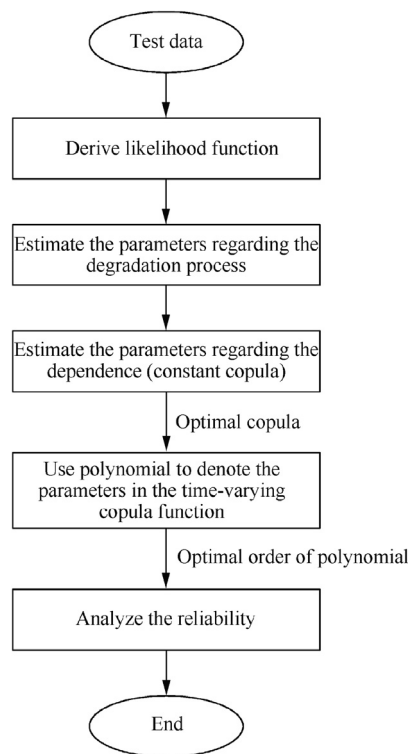 Test data
Derive likelihood function
Estimate the parameters regarding the
degradation process
Estimate the parameters regarding the
dependence (constant copula)
Optimal copula
Use polynomial to denote the
parameters in the time-varying
copula function
Optimal order of polynomial
Analyze the reliability
End